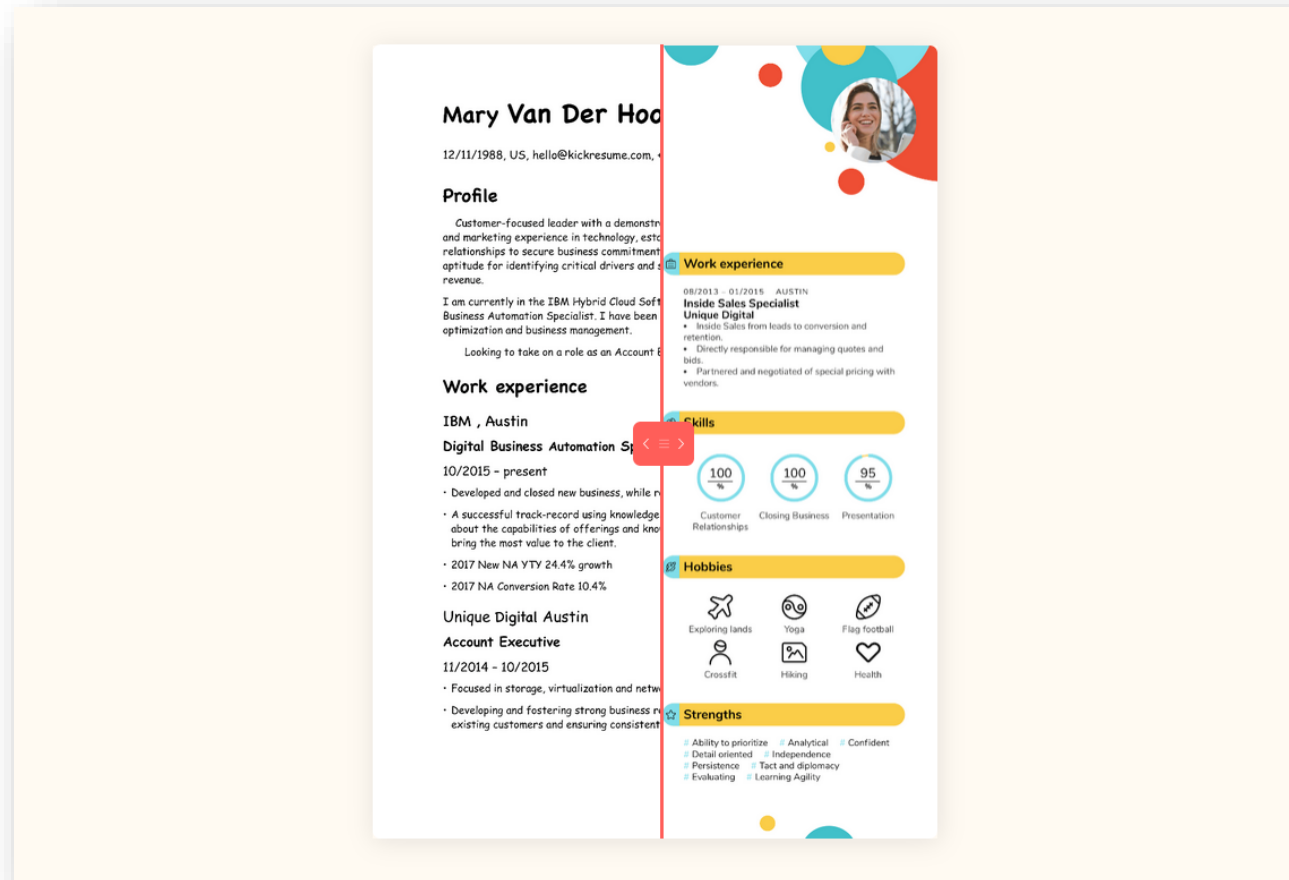 Mary Van Der Hoo
12/11/1988, US, hello@kickresume.com,
Profile
Customer-focused leader with a demonstr
and marketing experience in technology, esta
relationships to secure business commitment
aptitude for identifying critical drivers and s
revenue.
I am currently in the IBM Hybrid Cloud Soft
Business Automation Specialist. I have been
optimization and business management.
Looking to take on a role as an Account E
Work experience
IBM , Austin
Digital Business Automation Sp
10/2015 – present
• Developed and closed new business, while r
• A successful track-record using knowledge
about the capabilities of offerings and kno
bring the most value to the client.
• 2017 New NA YTY 24.4% growth
• 2017 NA Conversion Rate 10.4%
Unique Digital Austin
Account Executive
11/2014 – 10/2015
• Focused in storage, virtualization and netw
• Developing and fostering strong business r
existing customers and ensuring consistent
Work experience
08/2013 - 01/2015 AUSTIN
Inside Sales Specialist
Unique Digital
• Inside Sales from leads to conversion and
retention.
• Directly responsible for managing quotes and
bids.
• Partnered and negotiated of special pricing with
vendors.
Skills
100 100 95
% % %
Customer Closing Business Presentation
Relationships
Hobbies
Exploring lands Yoga Flag football
Crossfit Hiking Health
Strengths
# Ability to prioritize # Analytical # Confident
# Detail oriented # Independence
# Persistence # Tact and diplomacy
# Evaluating # Learning Agility